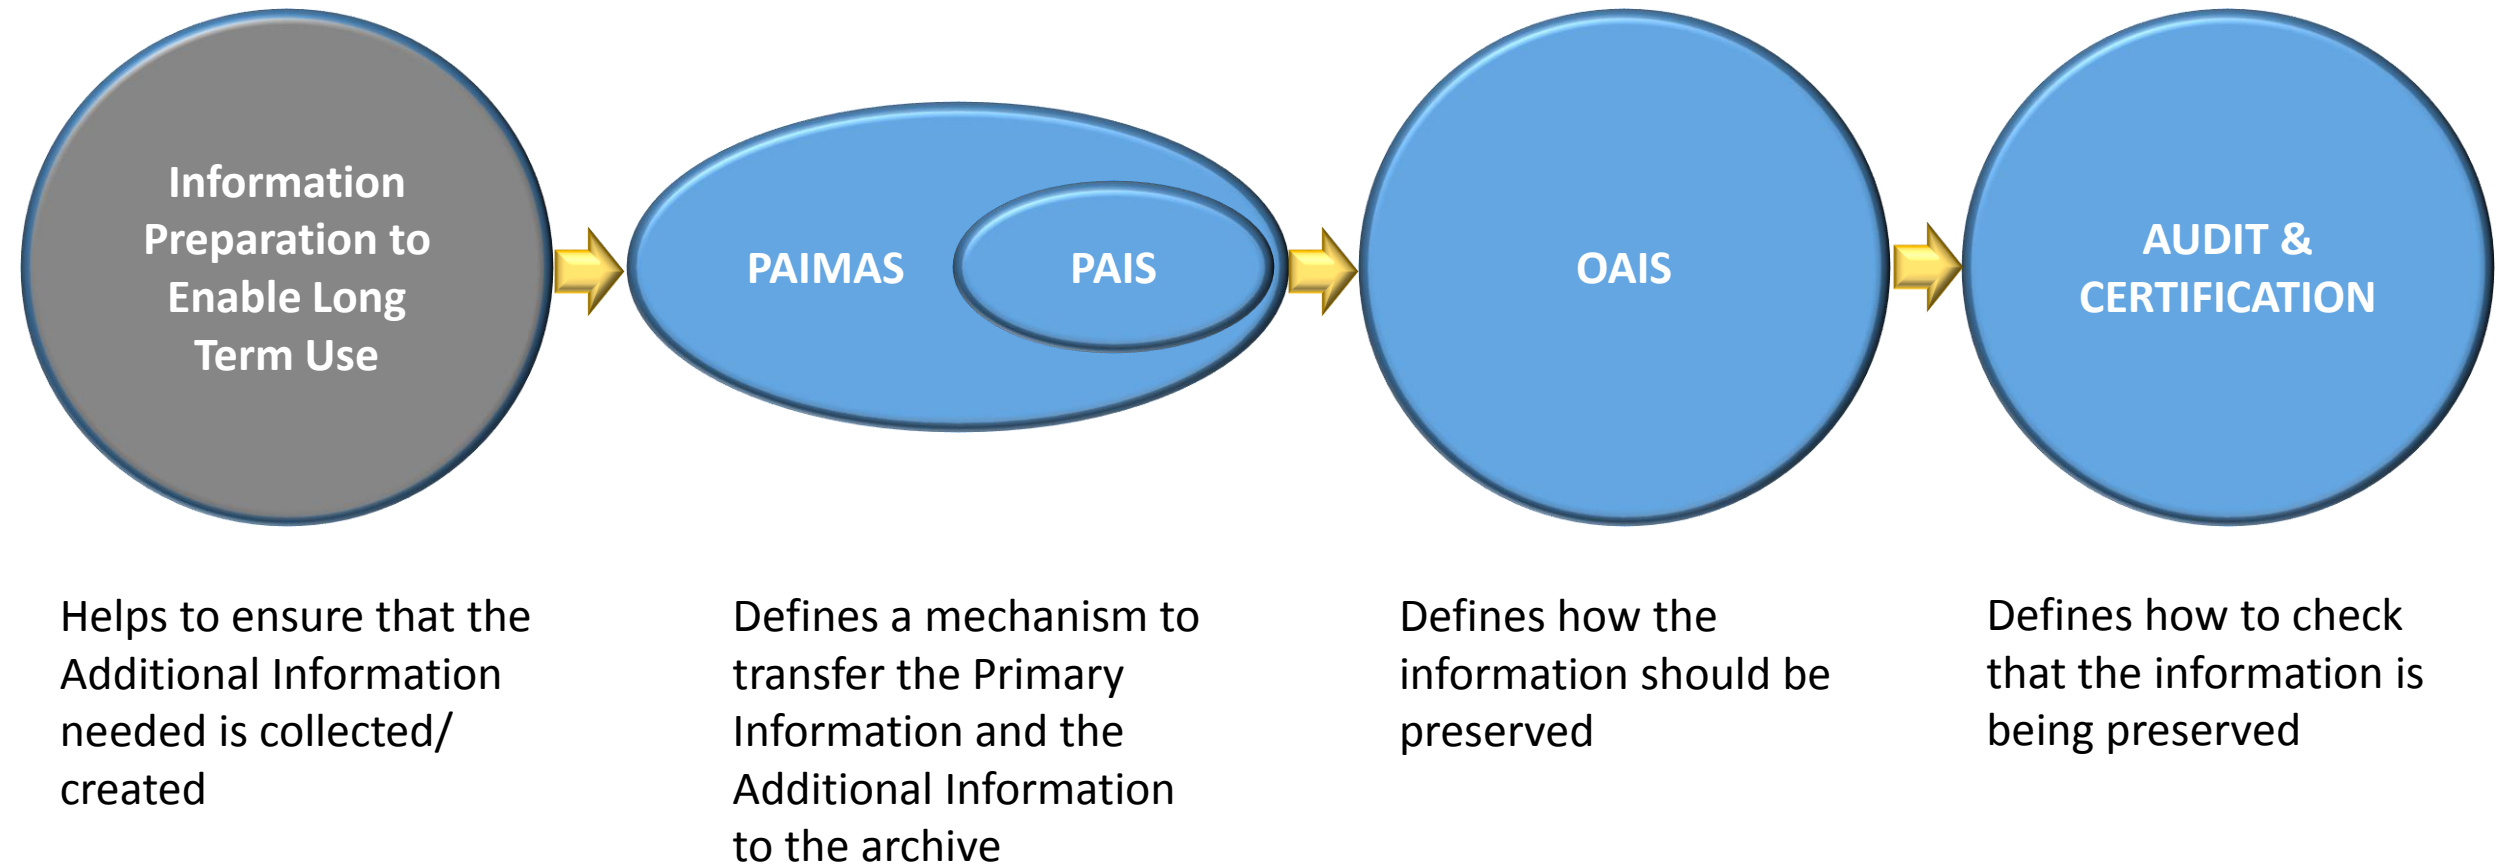 Information
Preparation to
Enable Long
Term Use
PAIMAS
PAIS
OAIS
AUDIT &
CERTIFICATION
Helps to ensure that the
Additional Information
needed is collected/
created
Defines a mechanism to
transfer the Primary
Information and the
Additional Information
to the archive
Defines how the
information should be
preserved
Defines how to check
that the information is
being preserved